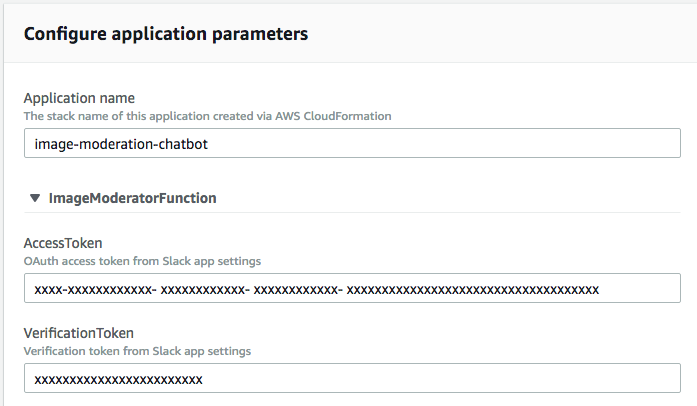 Configure application parameters
Application name
The stack name of this application created via AWS CloudFormation
image-moderation-chatbot
▼ ImageModeratorFunction
AccessToken
OAuth access token from Slack app settings
xxxx-xxxxxxxxxxxx- xxxxxxxxxxxx- xxxxxxxxxxxx- xxxxxxxxxxxxxxxxxxxxxxxxxxxxxxxxxxxx
VerificationToken
Verification token from Slack app settings
xxxxxxxxxxxxxxxxxxxxxxxx